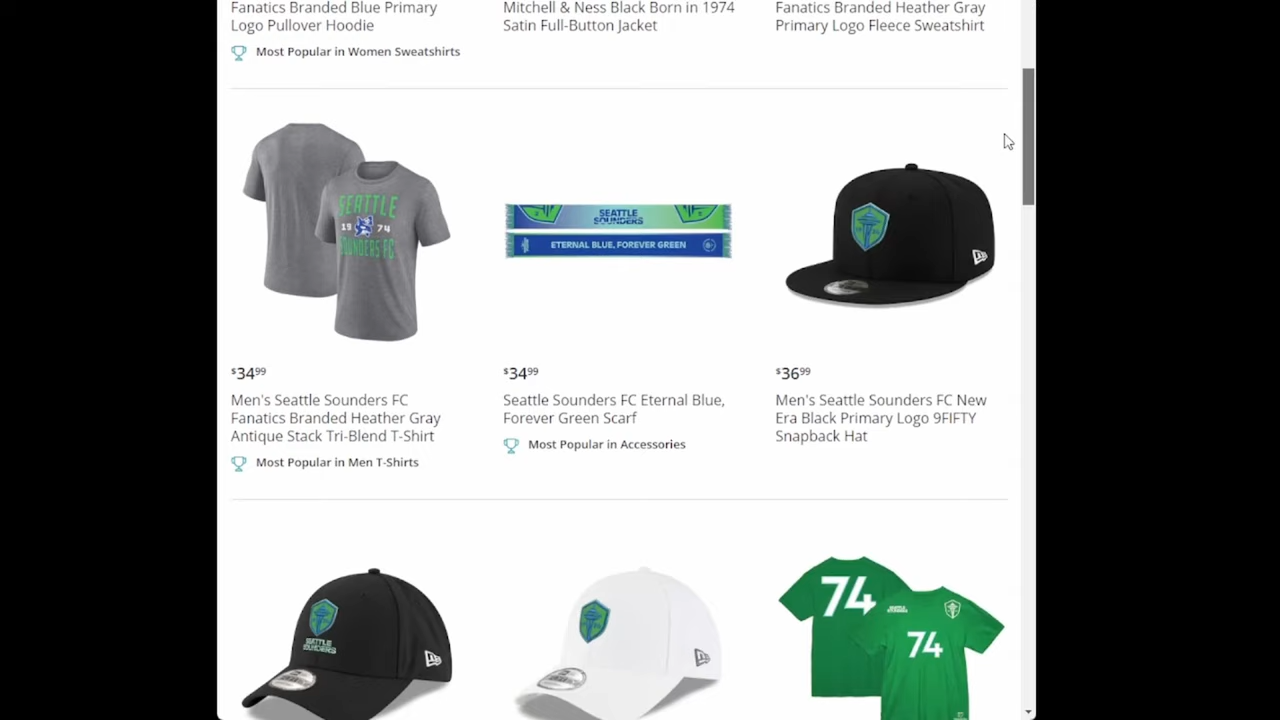 Fanatics Branded Blue Primary
Logo Pullover Hoodie
Most Popular in Women Sweatshirts
Mitchell & Ness Black Born in 1974
Satin Full-Button Jacket
Fanatics Branded Heather Gray
Primary Logo Fleece Sweatshirt
SEATTLE
19 74
SOUNDERS FC
SEATTLE
SOUNDERS
ETERNAL BLUE, FOREVER GREEN
$34.99
Men's Seattle Sounders FC
Fanatics Branded Heather Gray
Antique Stack Tri-Blend T-Shirt
Most Popular in Men T-Shirts
$34.99
Seattle Sounders FC Eternal Blue,
Forever Green Scarf
Most Popular in Accessories
$36.99
Men's Seattle Sounders FC New
Era Black Primary Logo 9FIFTY
Snapback Hat
SEATTLE
SOUNDERS
74
74